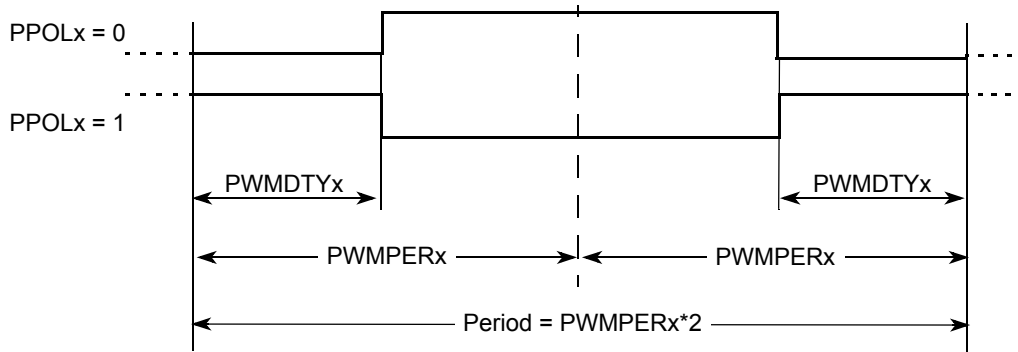 PPOLx = 0
PPOLx = 1
PWMDTYx
PWMDTYx
PWMPERx
PWMPERx
Period = PWMPERx*2